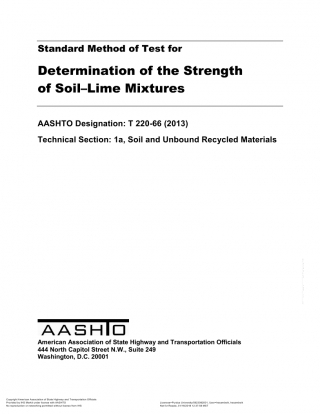 Standard Method of Test for
Determination of the Strength
of Soil–Lime Mixtures
AASHTO Designation: T 220-66 (2013)
Technical Section: 1a, Soil and Unbound Recycled Materials
AASHTO
American Association of State Highway and Transportation Officials
444 North Capitol Street N.W., Suite 249
Washington, D.C. 20001